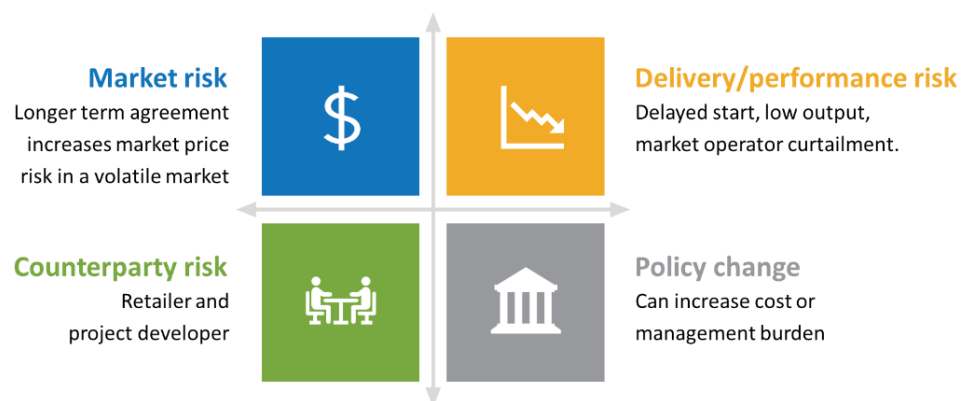 Market risk
Longer term agreement
increases market price
risk in a volatile market
$
Delivery/performance risk
Delayed start, low output,
market operator curtailment.
Counterparty risk
Retailer and
project developer
Policy change
Can increase cost or
management burden